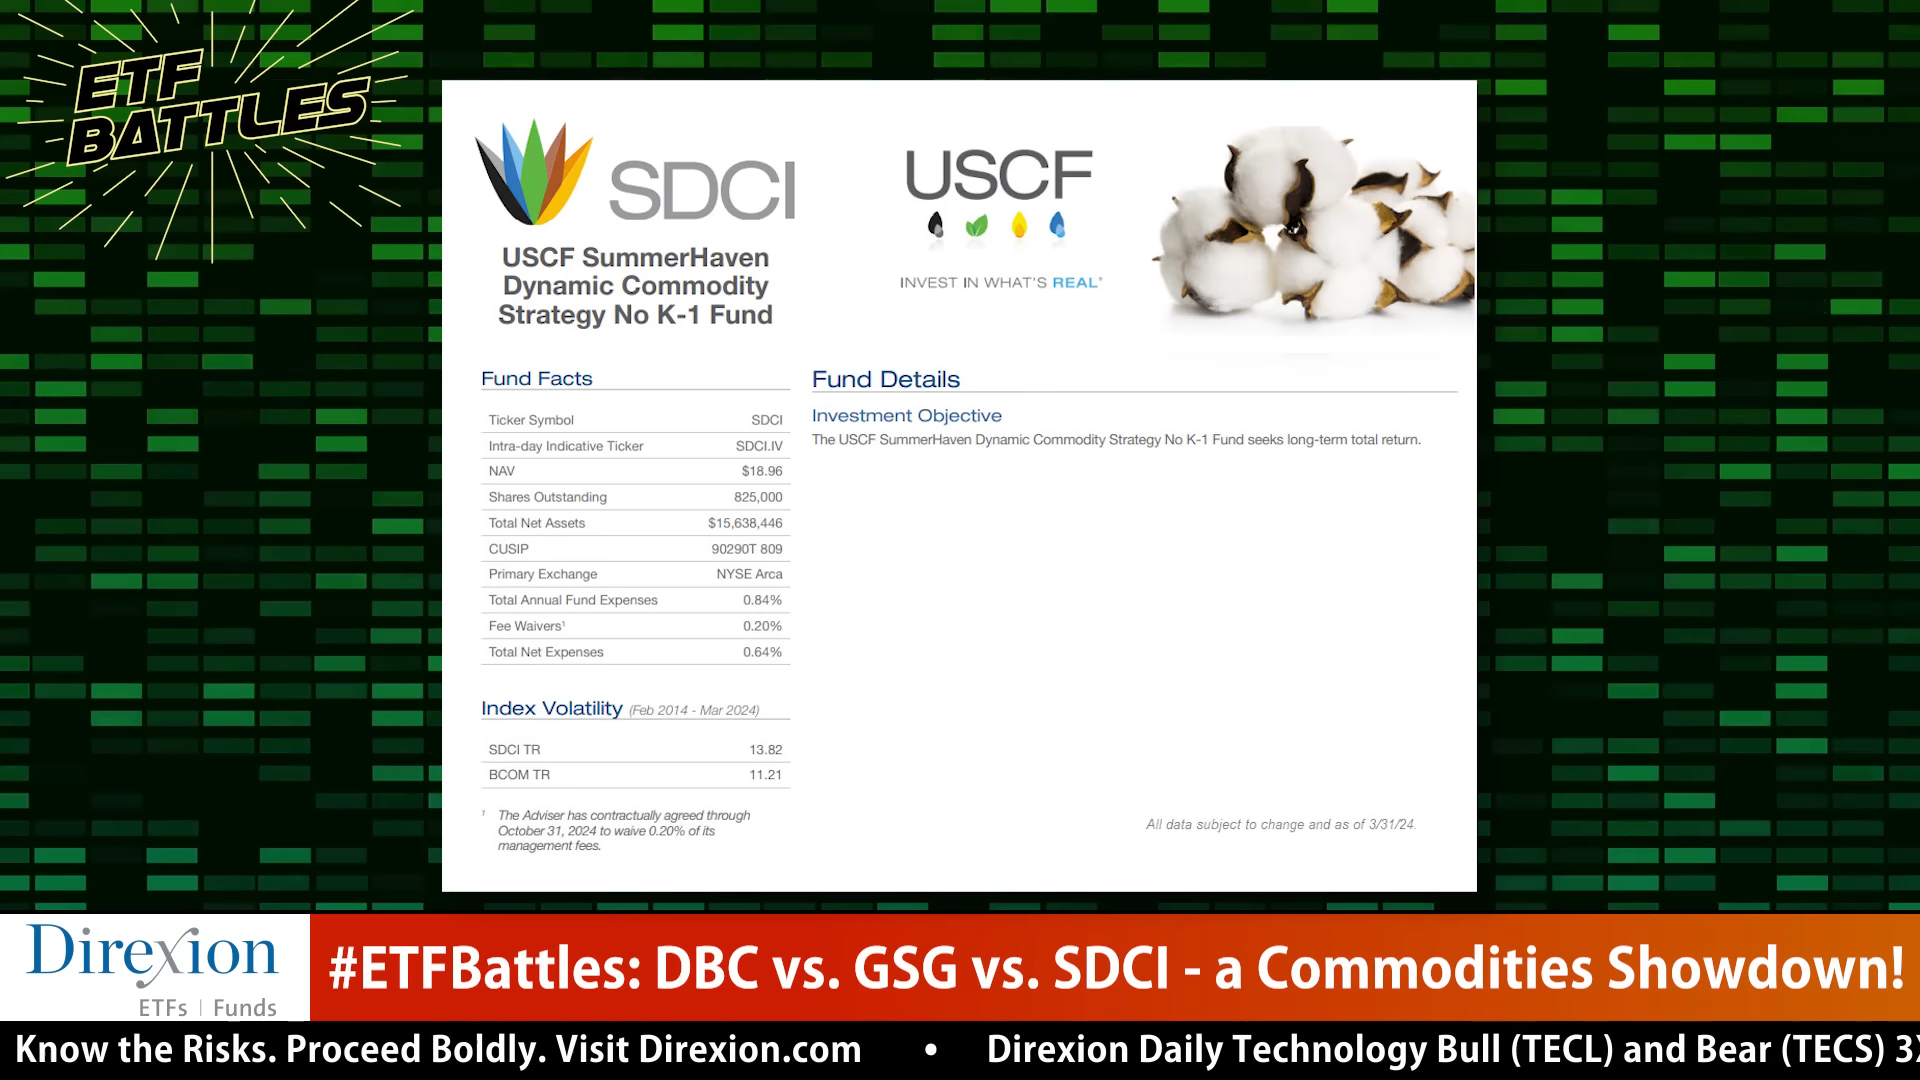 ETF
BATTLES
SDCI
USCF SummerHaven
Dynamic Commodity
Strategy No K-1 Fund
USCF
INVEST IN WHAT'S REAL®
Fund Facts
Ticker Symbol SDCI
Intra-day Indicative Ticker SDCI.IV
NAV $18.96
Shares Outstanding 825,000
Total Net Assets $15,638,446
CUSIP 90290T 809
Primary Exchange NYSE Arca
Total Annual Fund Expenses 0.84%
Fee Waivers¹ 0.20%
Total Net Expenses 0.64%
Index Volatility (Feb 2014 - Mar 2024)
SDCI TR 13.82
BCOM TR 11.21
¹ The Adviser has contractually agreed through
October 31, 2024 to waive 0.20% of its
management fees.
Fund Details
Investment Objective
The USCF SummerHaven Dynamic Commodity Strategy No K-1 Fund seeks long-term total return.
All data subject to change and as of 3/31/24.
Direxion
ETFs | Funds
#ETFBattles: DBC vs. GSG vs. SDCI - a Commodities Showdown!
Know the Risks. Proceed Boldly. Visit Direxion.com • Direxion Daily Technology Bull (TECL) and Bear (TECS) 3X